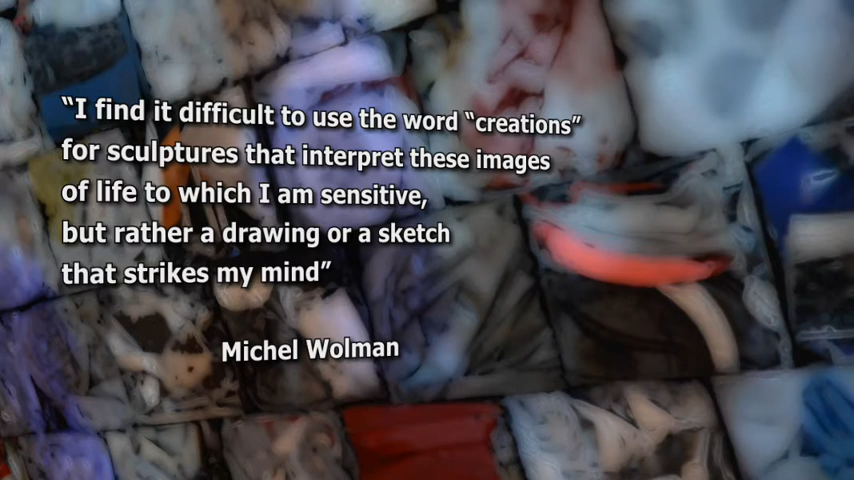 “I find it difficult to use the word “creations”
for sculptures that interpret these images
of life to which I am sensitive,
but rather a drawing or a sketch
that strikes my mind”
Michel Wolman